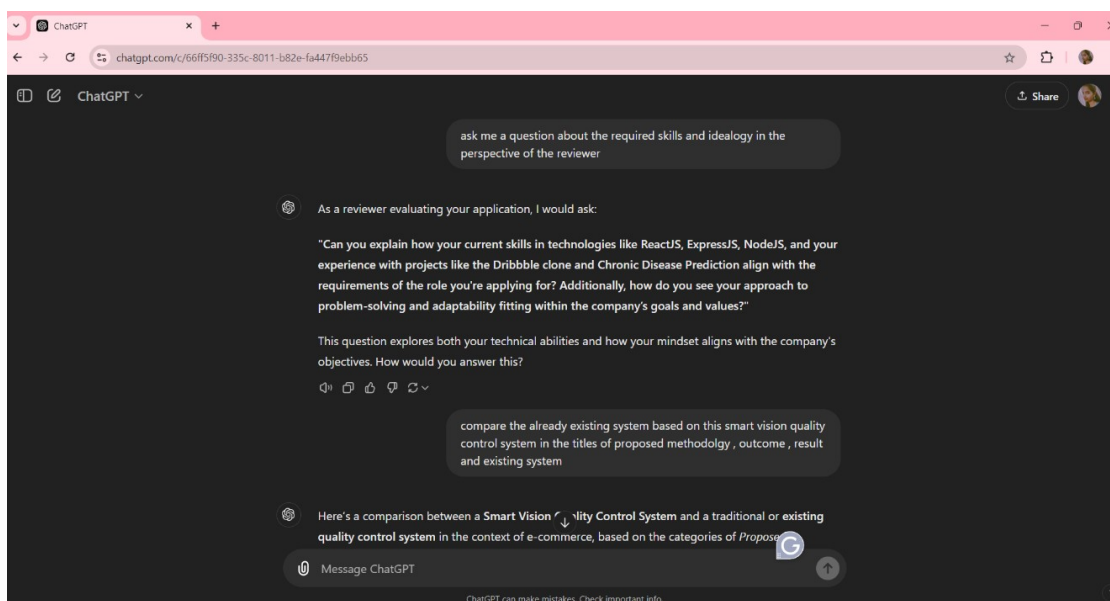 ChatGPT
chatgpt.com/c/66ff5f90-335c-8011-b82e-fa447f9ebb65
ChatGPT
Share
ask me a question about the required skills and idealogy in the
perspective of the reviewer
As a reviewer evaluating your application, I would ask:
"Can you explain how your current skills in technologies like ReactJS, ExpressJS, NodeJS, and your
experience with projects like the Dribbble clone and Chronic Disease Prediction align with the
requirements of the role you're applying for? Additionally, how do you see your approach to
problem-solving and adaptability fitting within the company's goals and values?"
This question explores both your technical abilities and how your mindset aligns with the company's
objectives. How would you answer this?
compare the already existing system based on this smart vision quality
control system in the titles of proposed methodolgy , outcome , result
and existing system
Here's a comparison between a Smart Vision Control System and a traditional or existing
quality control system in the context of e-commerce, based on the categories of
Message ChatGPT
ChatGPT can make mistakes. Check important info.